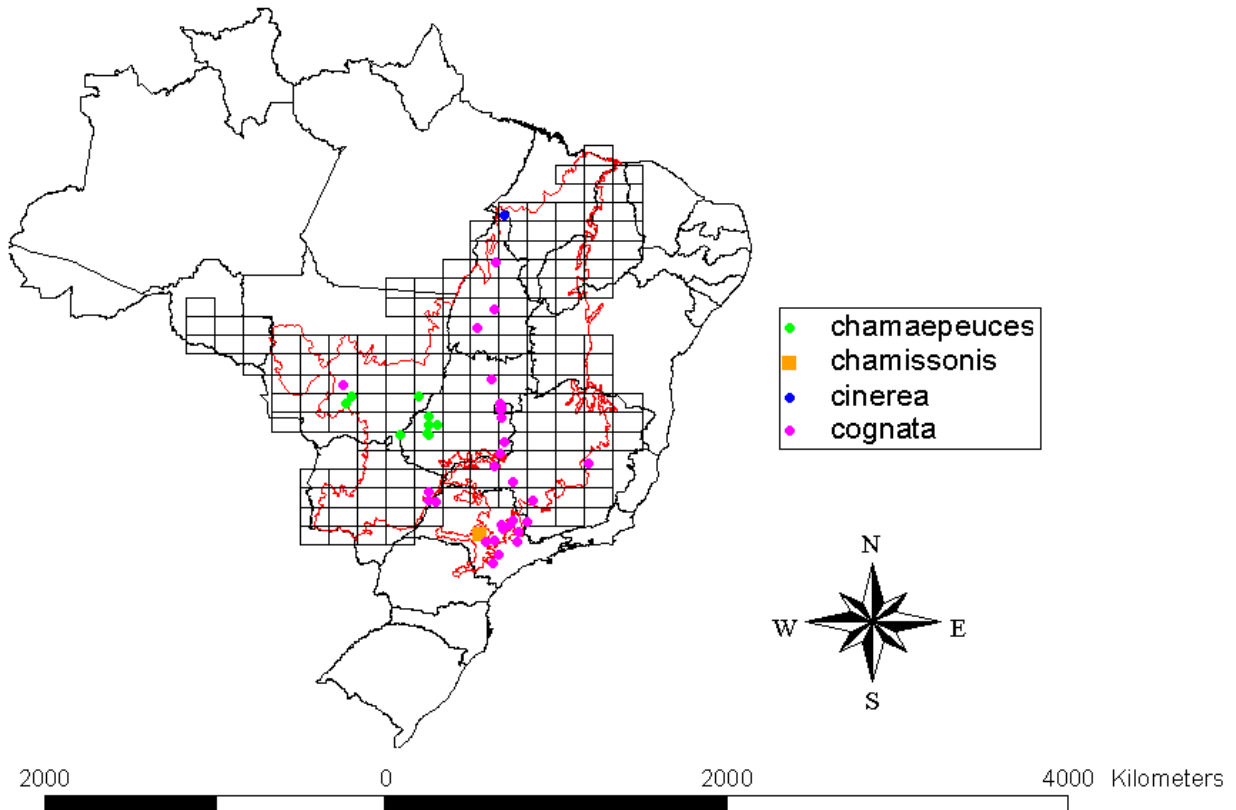 chamaepeuces
chamissonis
cinerea
cognata
N
W E
S
2000 0 2000 4000 Kilometers